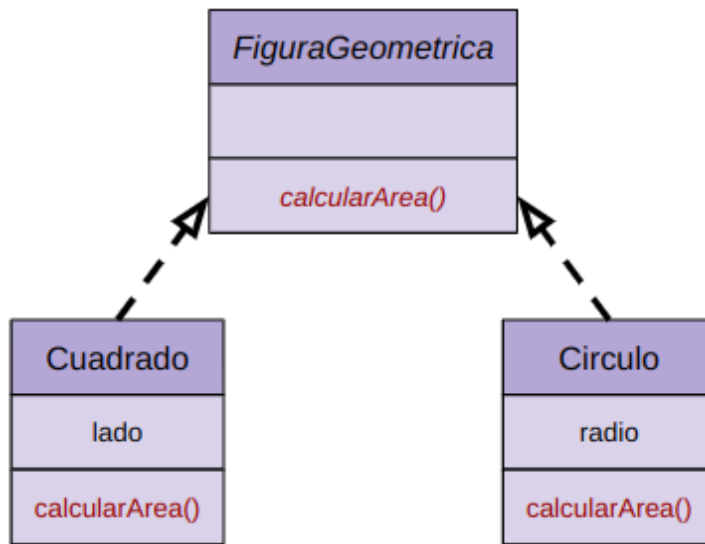 FiguraGeometrica
calcularArea()
Cuadrado
lado
calcularArea()
Circulo
radio
calcularArea()